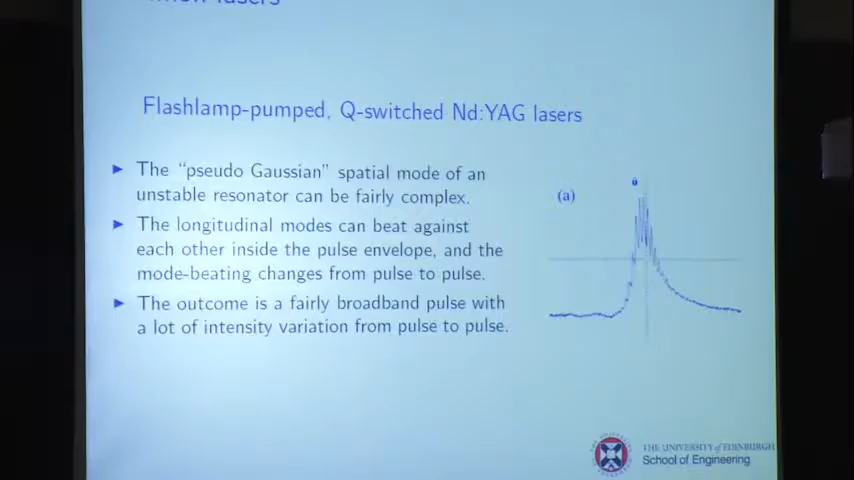 lasers
Flashlamp-pumped, Q-switched Nd:YAG lasers
▶ The “pseudo Gaussian” spatial mode of an
unstable resonator can be fairly complex.
▶ The longitudinal modes can beat against
each other inside the pulse envelope, and the
mode-beating changes from pulse to pulse.
▶ The outcome is a fairly broadband pulse with
a lot of intensity variation from pulse to pulse.
(a)
THE UNIVERSITY of EDINBURGH
School of Engineering